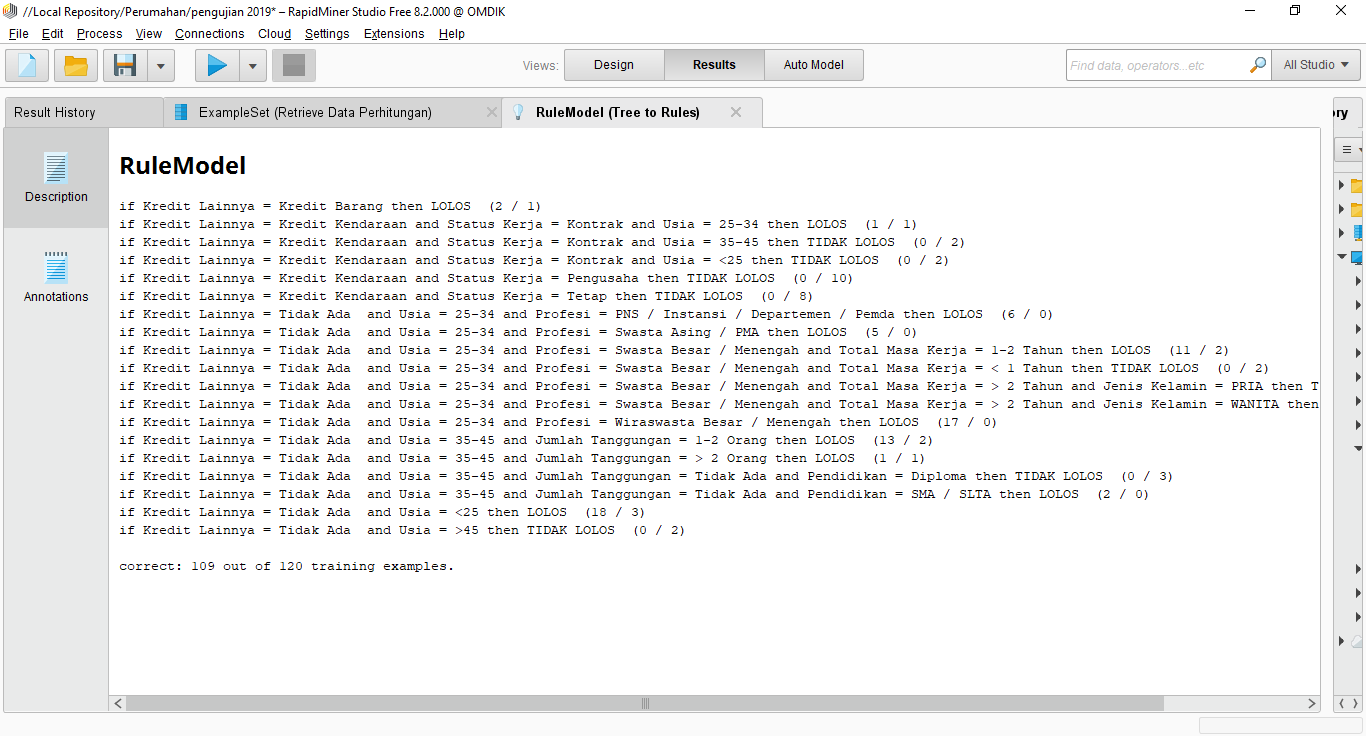 //Local Repository/Perumahan/pengujian 2019* – RapidMiner Studio Free 8.2.000 @ OMDIK
File Edit Process View Connections Cloud Settings Extensions Help
Views: Design Results Auto Model Find data, operators...etc All Studio
Result History ExampleSet (Retrieve Data Perhitungan) RuleModel (Tree to Rules) ory
Description
Annotations
RuleModel
if Kredit Lainnya = Kredit Barang then LOLOS (2 / 1)
if Kredit Lainnya = Kredit Kendaraan and Status Kerja = Kontrak and Usia = 25-34 then LOLOS (1 / 1)
if Kredit Lainnya = Kredit Kendaraan and Status Kerja = Kontrak and Usia = 35-45 then TIDAK LOLOS (0 / 2)
if Kredit Lainnya = Kredit Kendaraan and Status Kerja = Kontrak and Usia = <25 then TIDAK LOLOS (0 / 2)
if Kredit Lainnya = Kredit Kendaraan and Status Kerja = Pengusaha then TIDAK LOLOS (0 / 10)
if Kredit Lainnya = Kredit Kendaraan and Status Kerja = Tetap then TIDAK LOLOS (0 / 8)
if Kredit Lainnya = Tidak Ada and Usia = 25-34 and Profesi = PNS / Instansi / Departemen / Pemda then LOLOS (6 / 0)
if Kredit Lainnya = Tidak Ada and Usia = 25-34 and Profesi = Swasta Asing / PMA then LOLOS (5 / 0)
if Kredit Lainnya = Tidak Ada and Usia = 25-34 and Profesi = Swasta Besar / Menengah and Total Masa Kerja = 1-2 Tahun then LOLOS (11 / 2)
if Kredit Lainnya = Tidak Ada and Usia = 25-34 and Profesi = Swasta Besar / Menengah and Total Masa Kerja = < 1 Tahun then TIDAK LOLOS (0 / 2)
if Kredit Lainnya = Tidak Ada and Usia = 25-34 and Profesi = Swasta Besar / Menengah and Total Masa Kerja = > 2 Tahun and Jenis Kelamin = PRIA then T
if Kredit Lainnya = Tidak Ada and Usia = 25-34 and Profesi = Swasta Besar / Menengah and Total Masa Kerja = > 2 Tahun and Jenis Kelamin = WANITA then
if Kredit Lainnya = Tidak Ada and Usia = 25-34 and Profesi = Wiraswasta Besar / Menengah then LOLOS (17 / 0)
if Kredit Lainnya = Tidak Ada and Usia = 35-45 and Jumlah Tanggungan = 1-2 Orang then LOLOS (13 / 2)
if Kredit Lainnya = Tidak Ada and Usia = 35-45 and Jumlah Tanggungan = > 2 Orang then LOLOS (1 / 1)
if Kredit Lainnya = Tidak Ada and Usia = 35-45 and Jumlah Tanggungan = Tidak Ada and Pendidikan = Diploma then TIDAK LOLOS (0 / 3)
if Kredit Lainnya = Tidak Ada and Usia = 35-45 and Jumlah Tanggungan = Tidak Ada and Pendidikan = SMA / SLTA then LOLOS (2 / 0)
if Kredit Lainnya = Tidak Ada and Usia = <25 then LOLOS (18 / 3)
if Kredit Lainnya = Tidak Ada and Usia = >45 then TIDAK LOLOS (0 / 2)
correct: 109 out of 120 training examples.